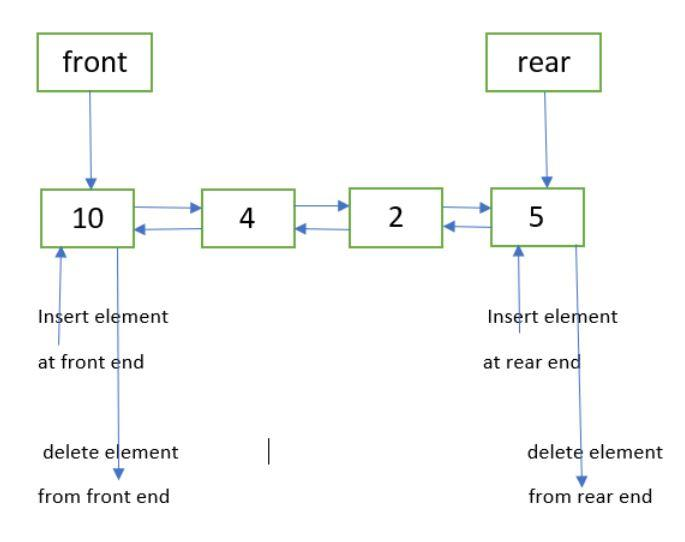 front
rear
10
4
2
5
Insert element
at front end
Insert element
at rear end
delete element
from front end
delete element
from rear end